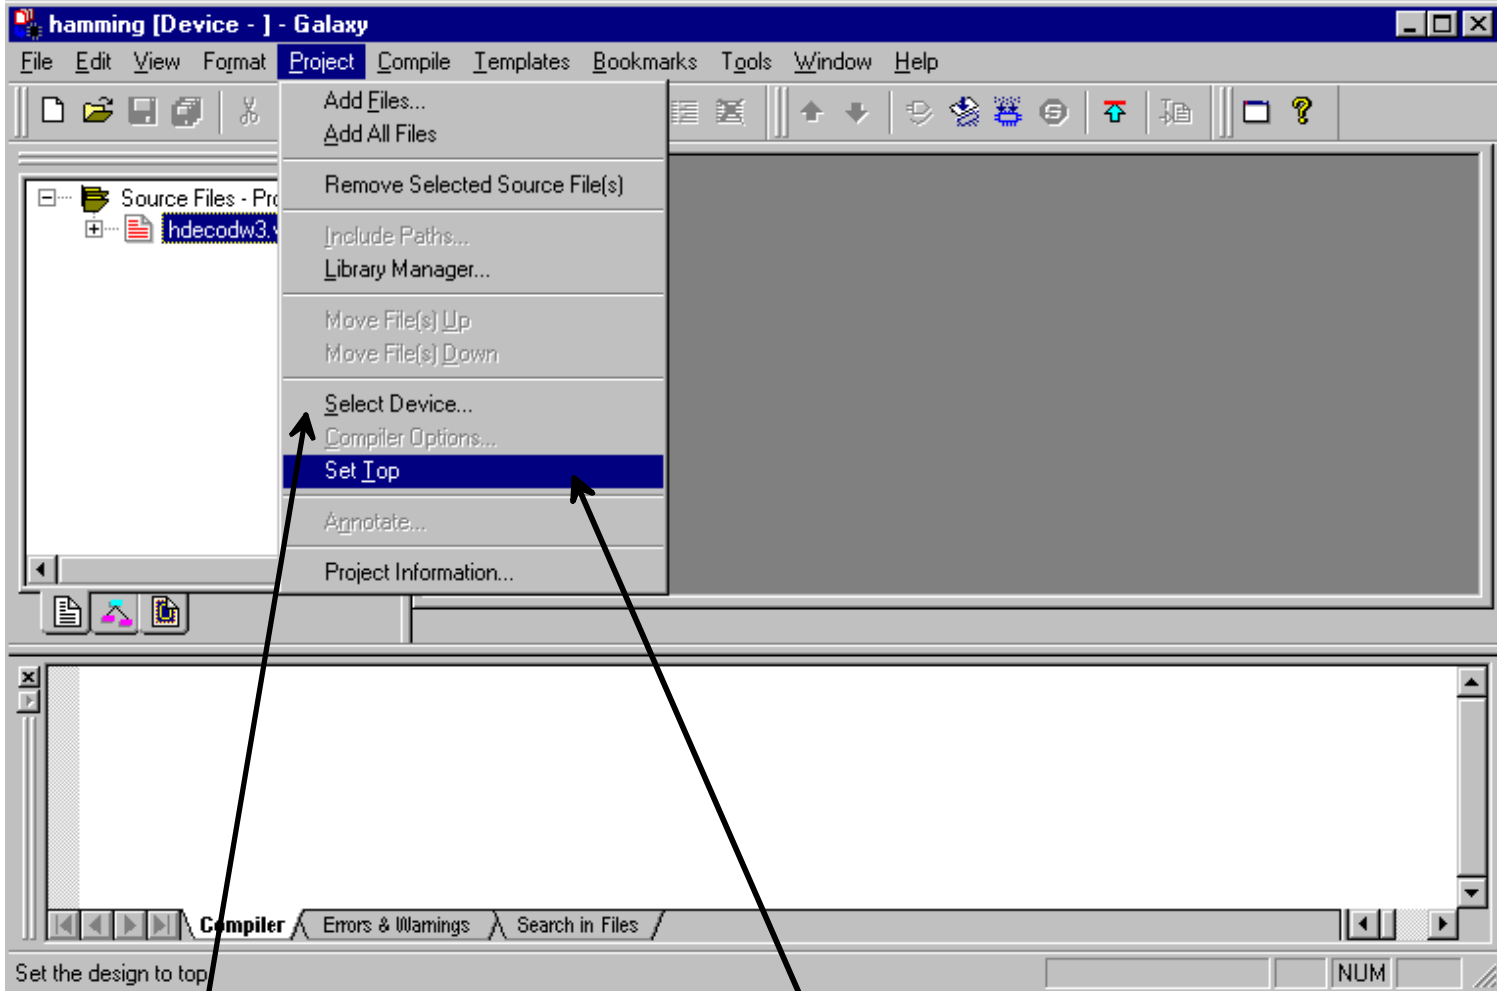 hamming [Device - ] - Galaxy
File Edit View Format Project Compile Templates Bookmarks Tools Window Help
Add Files...
Add All Files
Remove Selected Source File(s)
Source Files - Pro
hdecodw3.v
Include Paths...
Library Manager...
Move File(s) Up
Move File(s) Down
Select Device...
Compiler Options...
Set Top
Annotate...
Project Information...
Compiler Errors & Warnings Search in Files
Set the design to top
NUM